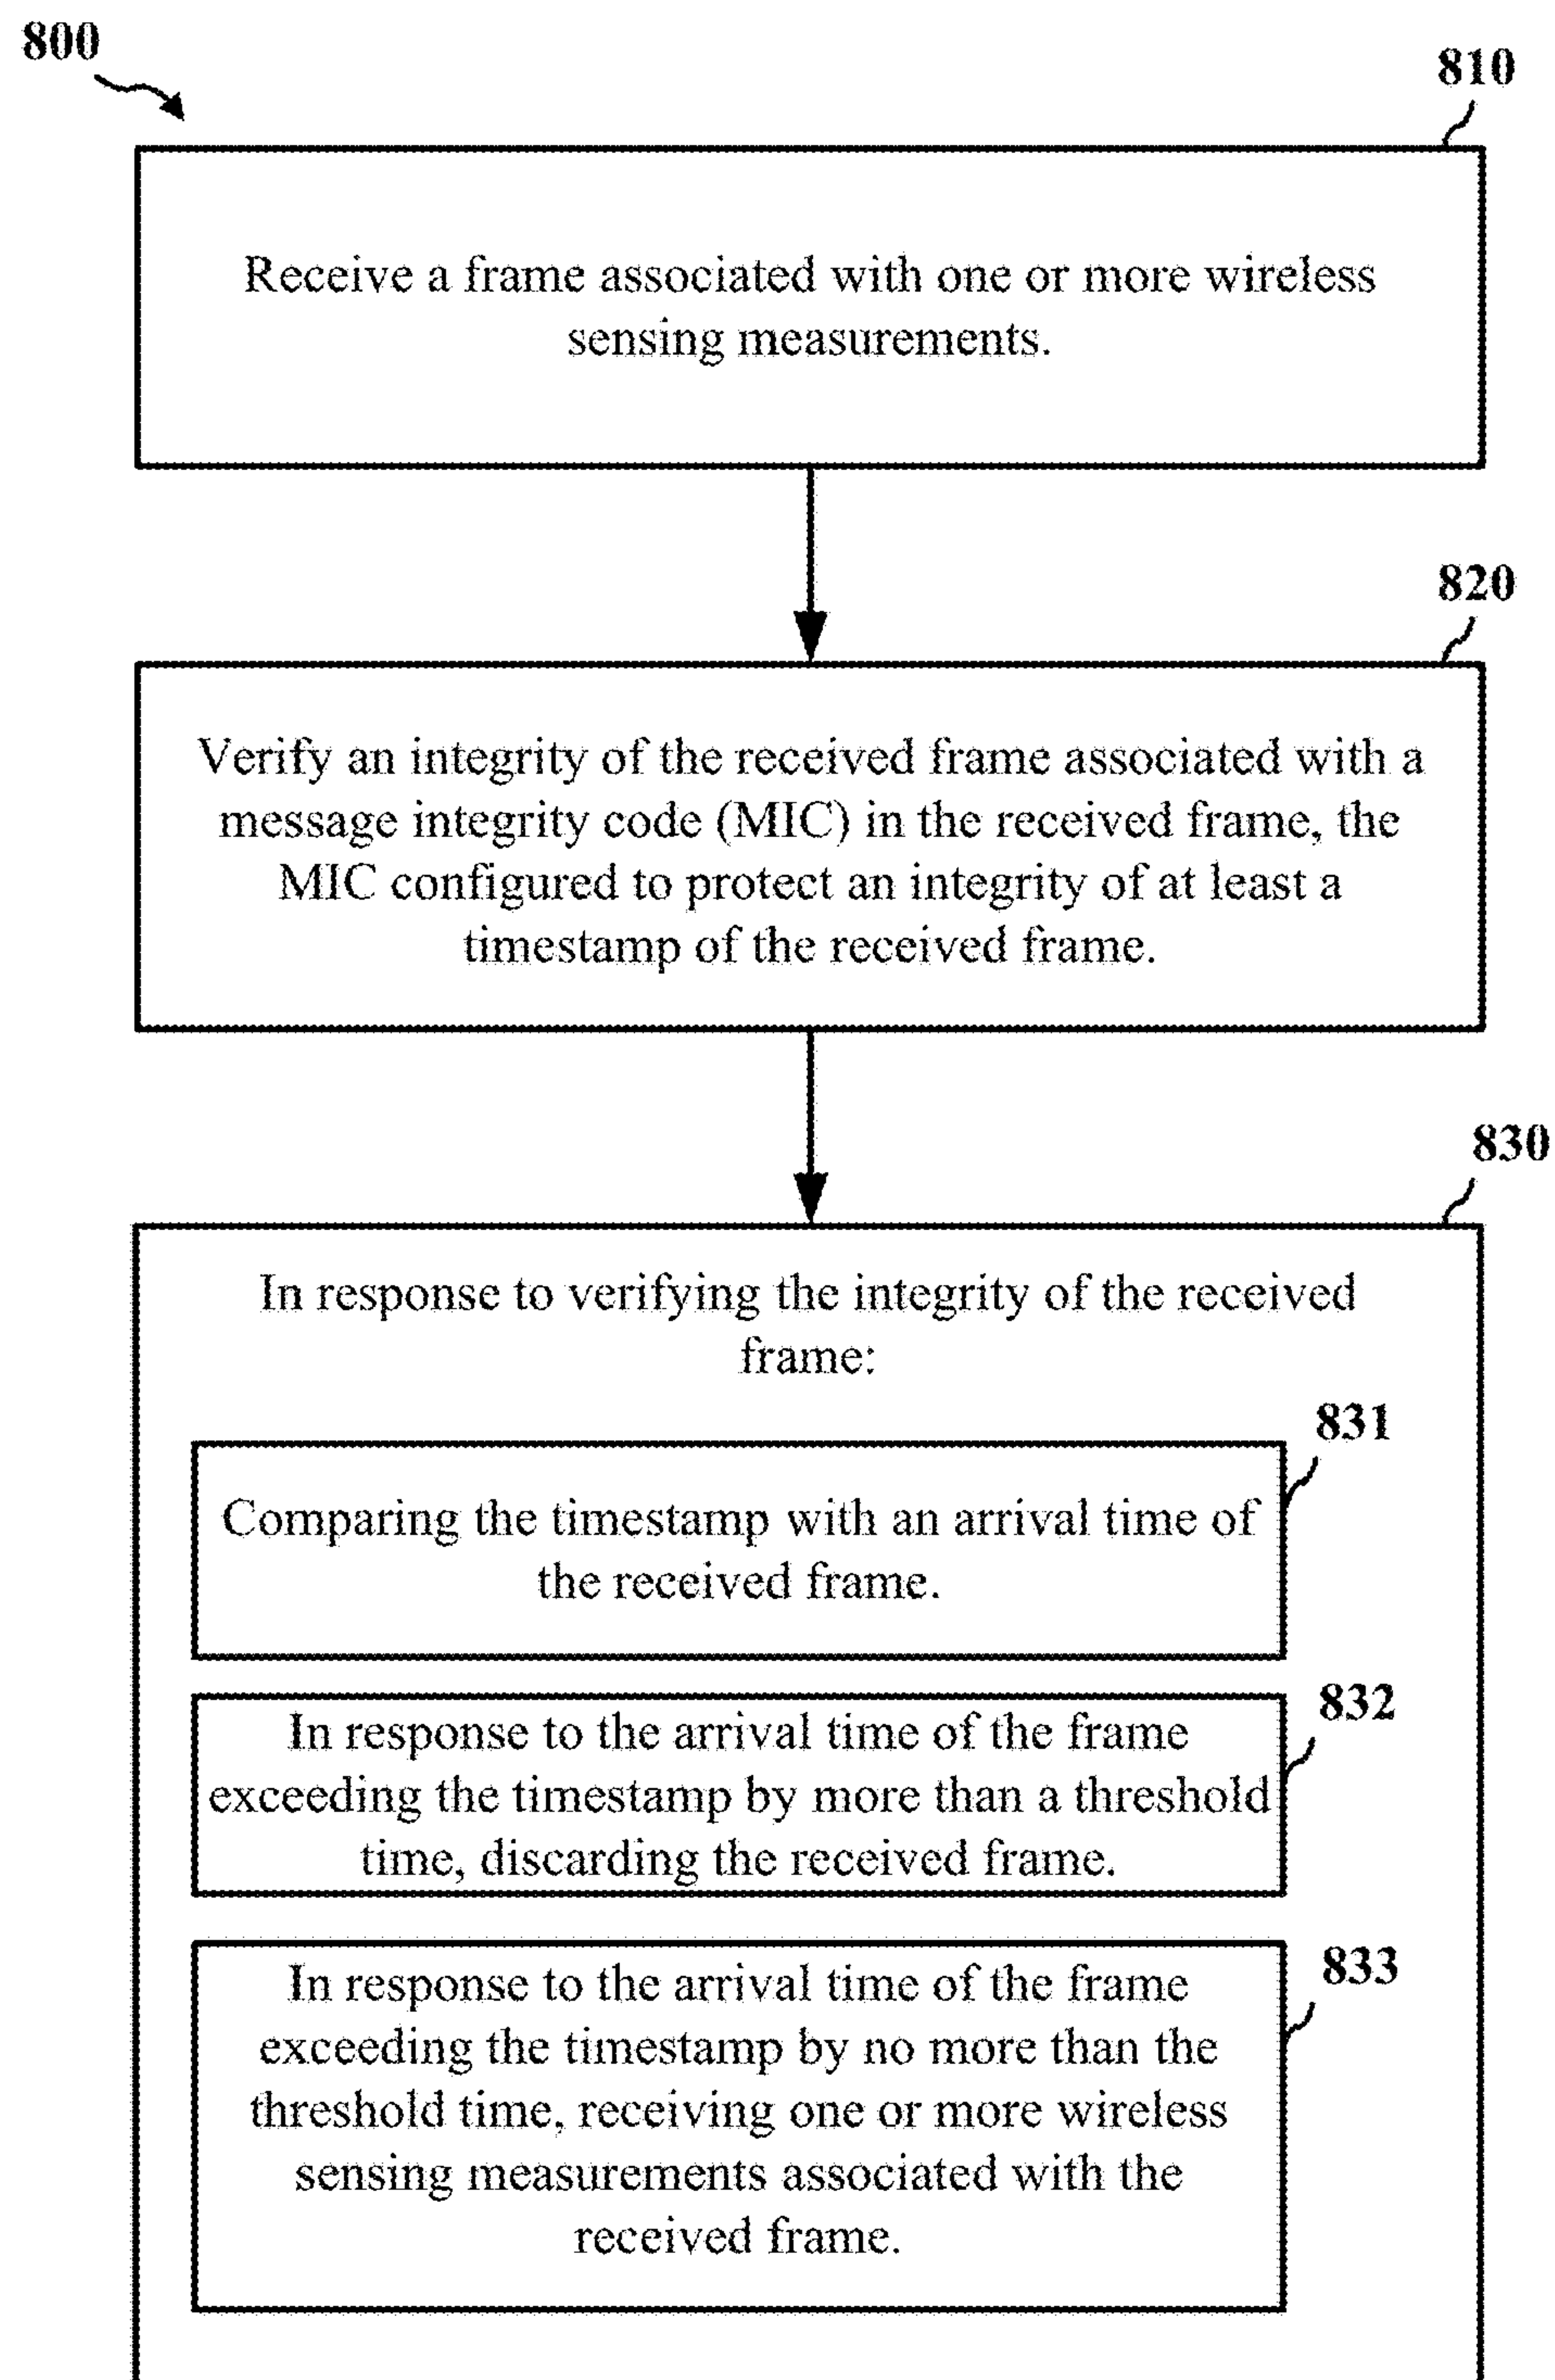 800
810
Receive a frame associated with one or more wireless
sensing measurements.
820
Verify an integrity of the received frame associated with a
message integrity code (MIC) in the received frame, the
MIC configured to protect an integrity of at least a
timestamp of the received frame.
830
In response to verifying the integrity of the received
frame:
831
Comparing the timestamp with an arrival time of
the received frame.
832
In response to the arrival time of the frame
exceeding the timestamp by more than a threshold
time, discarding the received frame.
833
In response to the arrival time of the frame
exceeding the timestamp by no more than the
threshold time, receiving one or more wireless
sensing measurements associated with the
received frame.